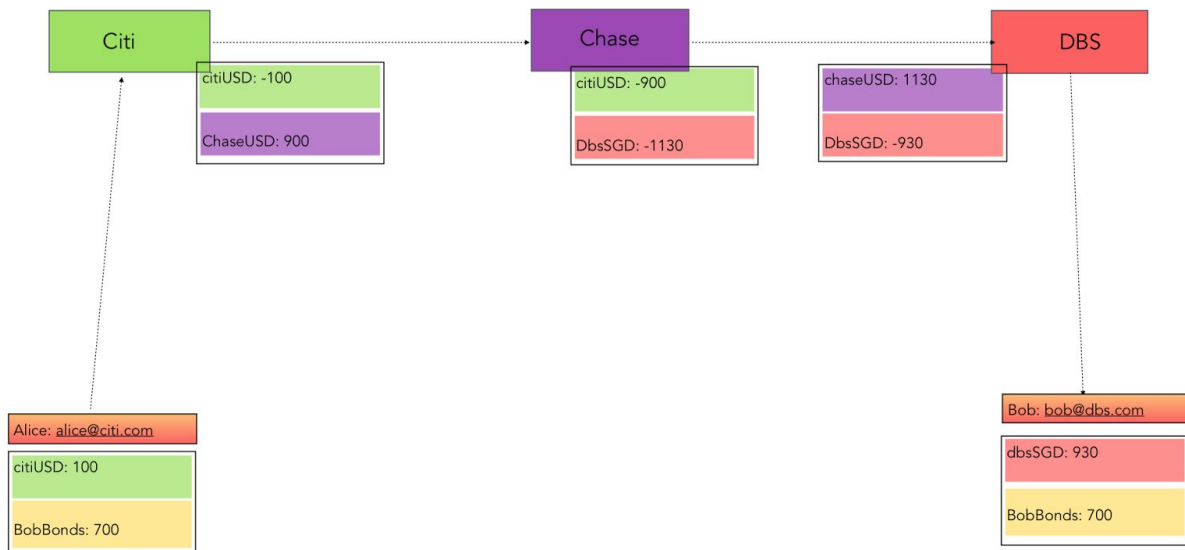 Citi
Chase
DBS
citiUSD: -100
ChaseUSD: 900
citiUSD: -900
DbsSGD: -1130
chaseUSD: 1130
DbsSGD: -930
Alice: alice@citi.com
citiUSD: 100
BobBonds: 700
Bob: bob@dbs.com
dbsSGD: 930
BobBonds: 700